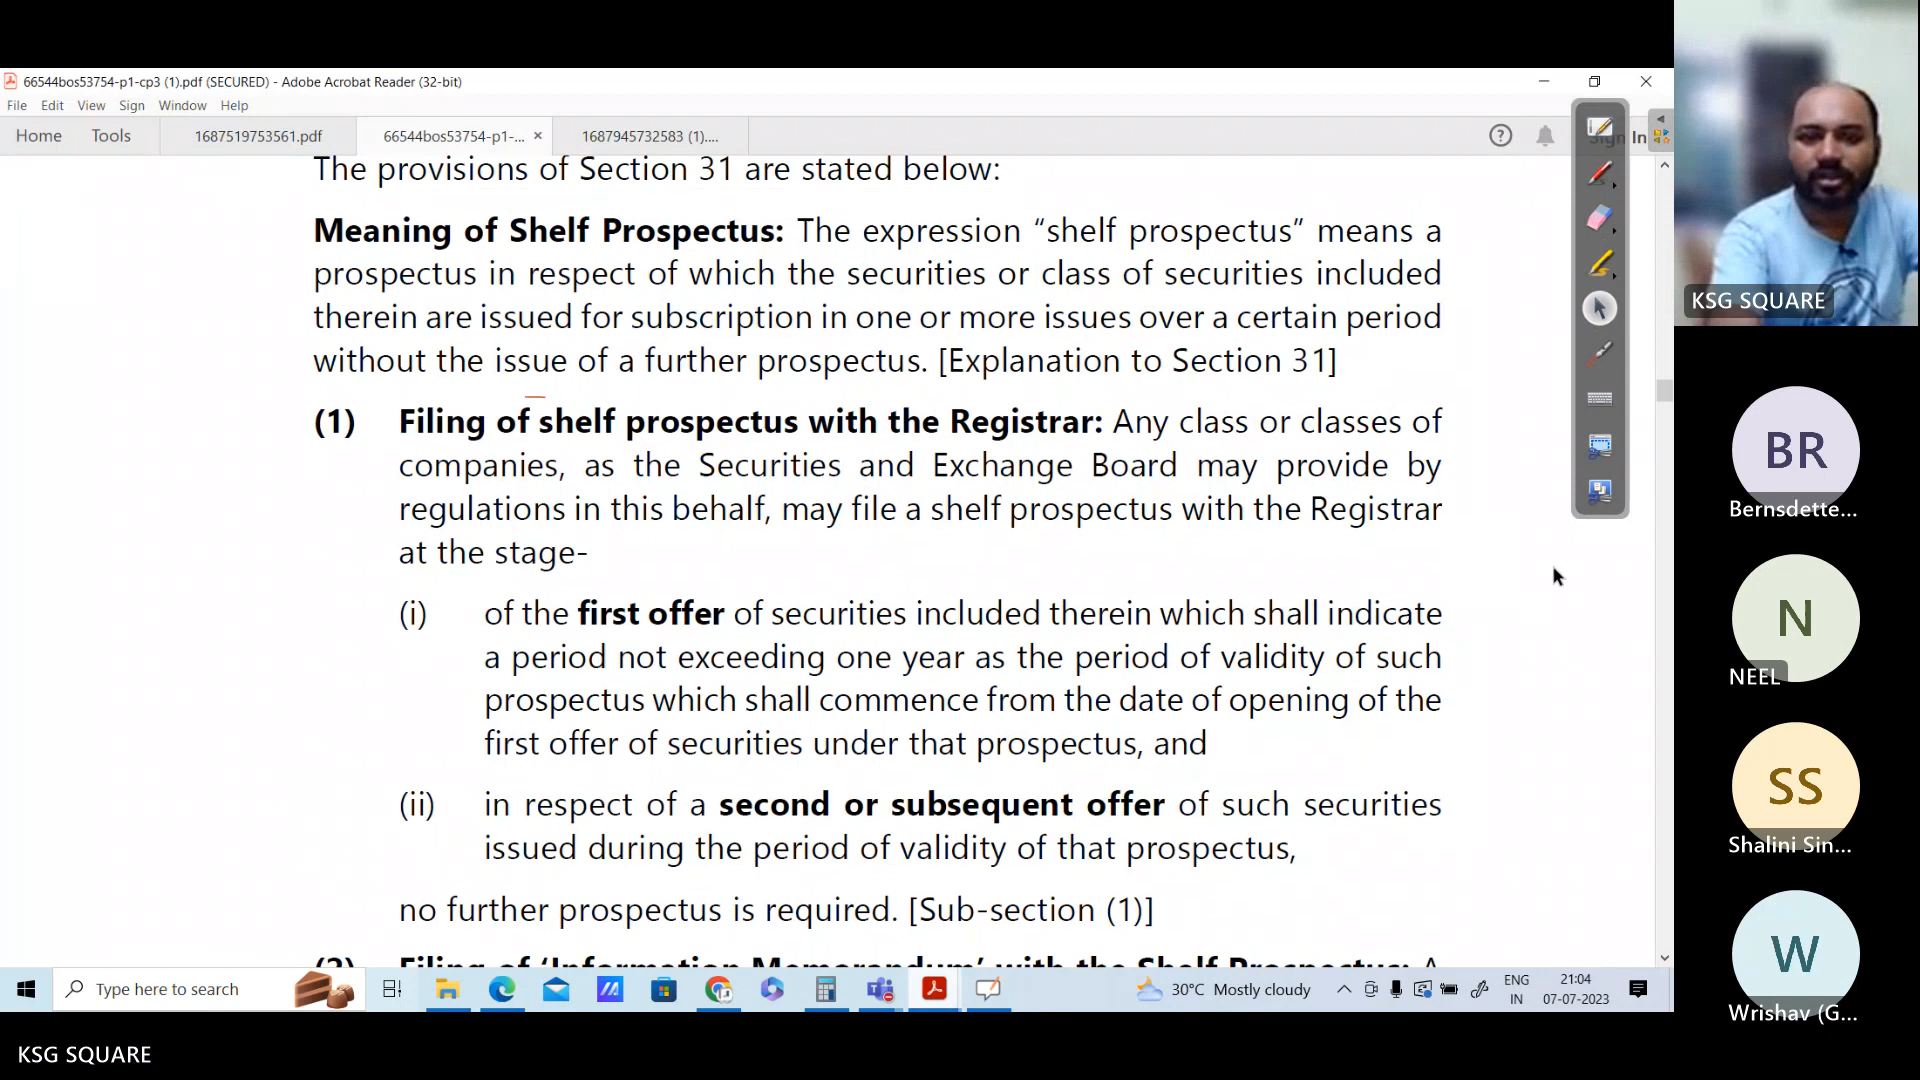 66544bos53754-p1-cp3 (1).pdf (SECURED) - Adobe Acrobat Reader (32-bit)
File Edit View Sign Window Help
Home Tools 1687519753561.pdf 66544bos53754-p1-... × 1687945732583 (1)....
Sign In
The provisions of Section 31 are stated below:
Meaning of Shelf Prospectus: The expression “shelf prospectus” means a
prospectus in respect of which the securities or class of securities included
therein are issued for subscription in one or more issues over a certain period
without the issue of a further prospectus. [Explanation to Section 31]
(1) Filing of shelf prospectus with the Registrar: Any class or classes of
companies, as the Securities and Exchange Board may provide by
regulations in this behalf, may file a shelf prospectus with the Registrar
at the stage-
(i) of the first offer of securities included therein which shall indicate
a period not exceeding one year as the period of validity of such
prospectus which shall commence from the date of opening of the
first offer of securities under that prospectus, and
(ii) in respect of a second or subsequent offer of such securities
issued during the period of validity of that prospectus,
no further prospectus is required. [Sub-section (1)]
(2) Filing of ‘Information Memorandum’ with the Shelf Prospectus: A
KSG SQUARE
BR
Bernsdette...
N
NEEL
SS
Shalini Sin...
W
Wrishav (G...
Type here to search
30°C Mostly cloudy
ENG
IN
21:04
07-07-2023
KSG SQUARE